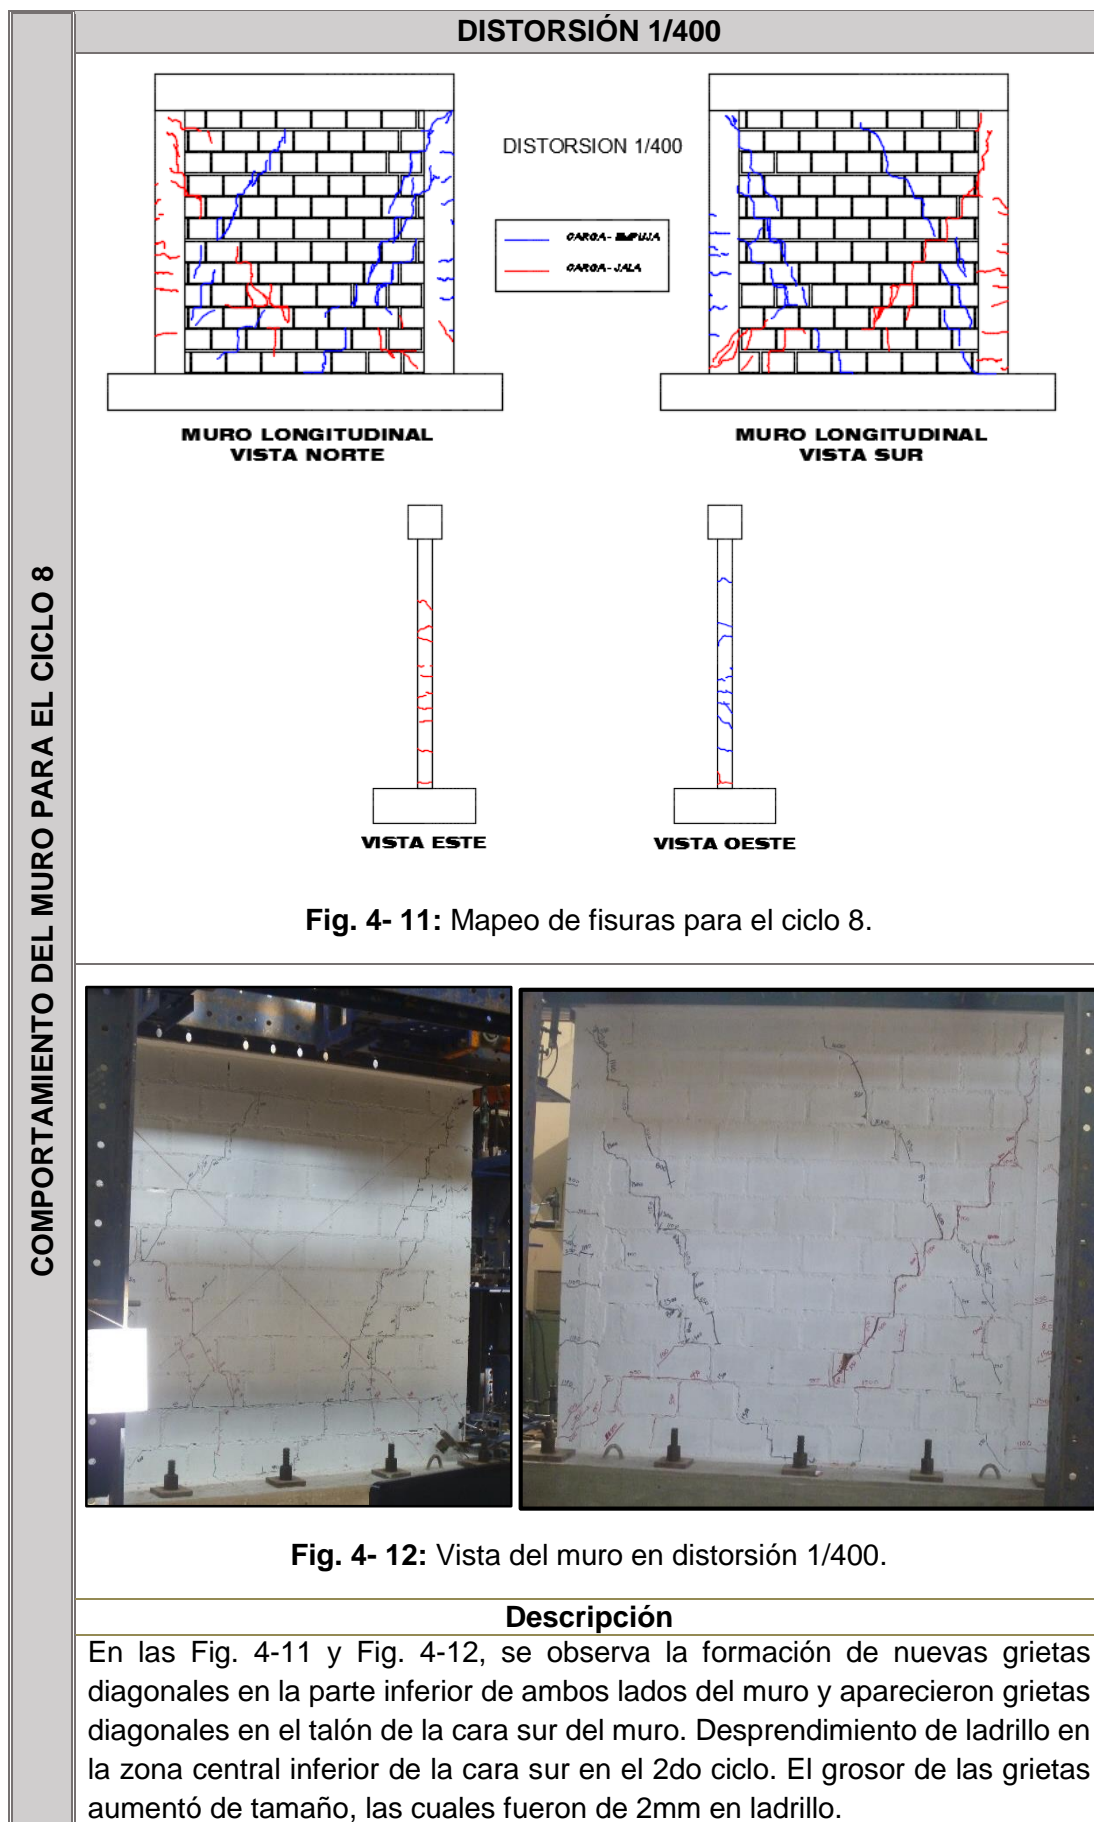 COMPORTAMIENTO DEL MURO PARA EL CICLO 8
DISTORSIÓN 1/400
DISTORSION 1/400
CARGA - EMPUJA
CARGA - JALA
MURO LONGITUDINAL
VISTA NORTE
MURO LONGITUDINAL
VISTA SUR
VISTA ESTE
VISTA OESTE
Fig. 4- 11: Mapeo de fisuras para el ciclo 8.
Fig. 4- 12: Vista del muro en distorsión 1/400.
Descripción
En las Fig. 4-11 y Fig. 4-12, se observa la formación de nuevas grietas
diagonales en la parte inferior de ambos lados del muro y aparecieron grietas
diagonales en el talón de la cara sur del muro. Desprendimiento de ladrillo en
la zona central inferior de la cara sur en el 2do ciclo. El grosor de las grietas
aumentó de tamaño, las cuales fueron de 2mm en ladrillo.